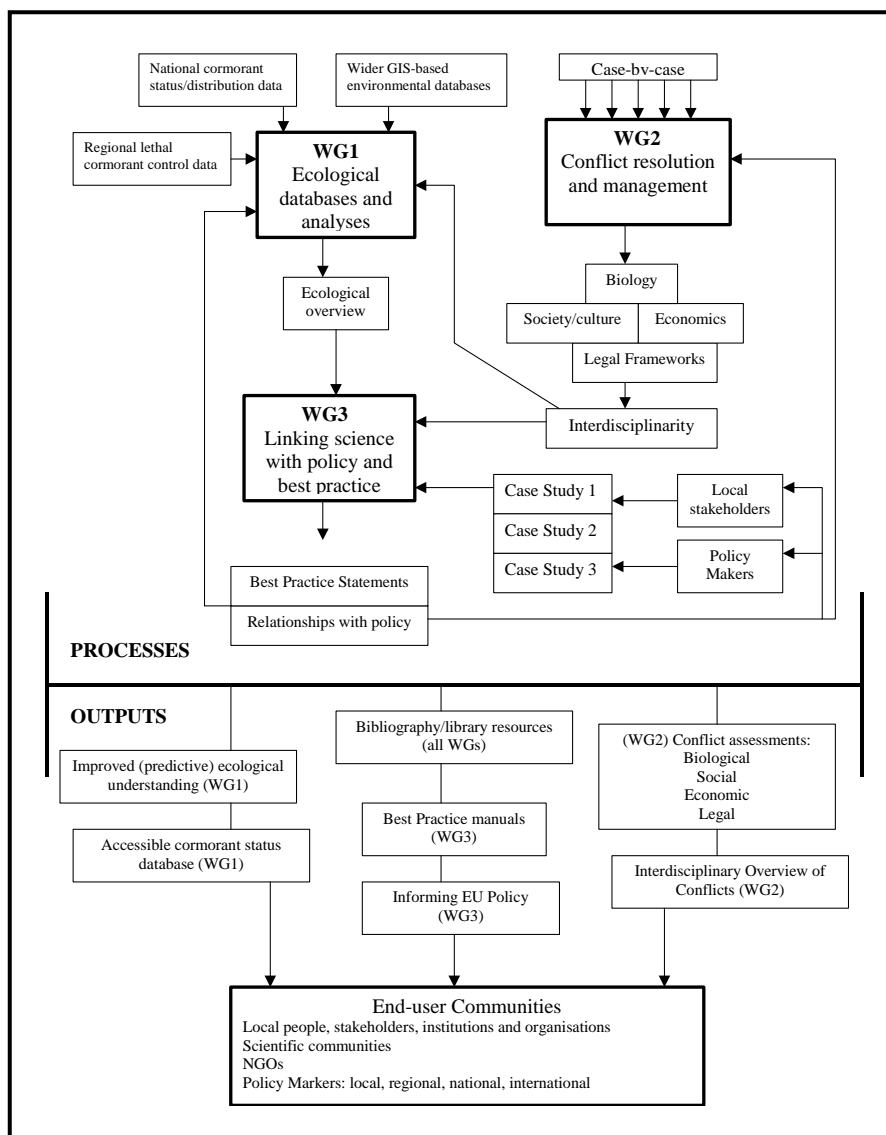 National cormorant
status/distribution data
Wider GIS-based
environmental databases
Case-bv-case
Regional lethal
cormorant control data
WG1
Ecological
databases and
analyses
WG2
Conflict resolution
and management
Ecological
overview
Biology
Society/culture
Economics
Legal Frameworks
Interdisciplinarity
WG3
Linking science
with policy and
best practice
Case Study 1
Case Study 2
Case Study 3
Local
stakeholders
Policy
Makers
Best Practice Statements
Relationships with policy
PROCESSES
OUTPUTS
Improved (predictive) ecological
understanding (WG1)
Accessible cormorant status
database (WG1)
Bibliography/library resources
(all WGs)
Best Practice manuals
(WG3)
Informing EU Policy
(WG3)
(WG2) Conflict assessments:
Biological
Social
Economic
Legal
Interdisciplinary Overview of
Conflicts (WG2)
End-user Communities
Local people, stakeholders, institutions and organisations
Scientific communities
NGOs
Policy Markers: local, regional, national, international